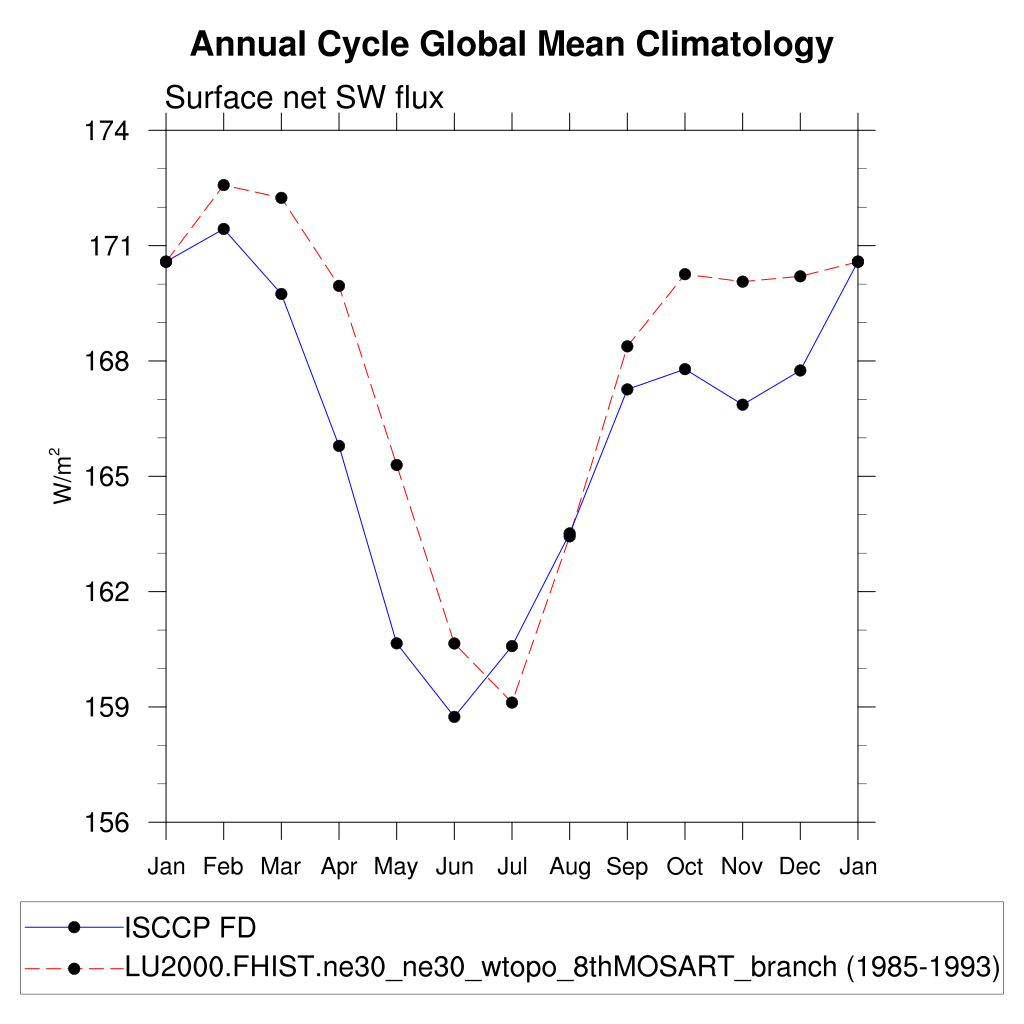 Annual Cycle Global Mean Climatology
Surface net SW flux
174
171
168
165
162
159
156
W/m²
Jan Feb Mar Apr May Jun Jul Aug Sep Oct Nov Dec Jan
ISCCP FD
LU2000.FHIST.ne30_ne30_wtopo_8thMOSART_branch (1985-1993)